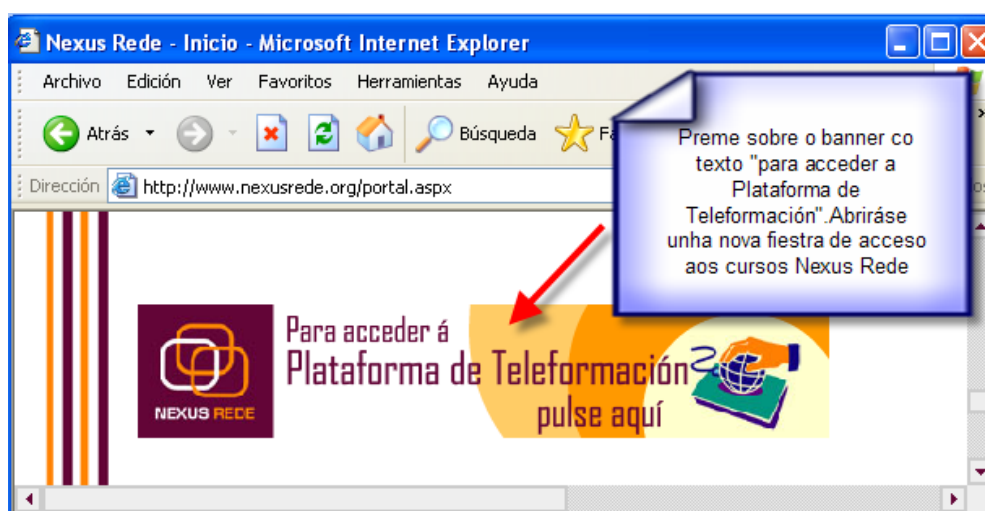 Nexus Rede - Inicio - Microsoft Internet Explorer
Archivo Edición Ver Favoritos Herramientas Ayuda
Atrás Búsqueda
Dirección http://www.nexusrede.org/portal.aspx
Preme sobre o banner co
texto "para acceder a
Plataforma de
Teleformación".Abriráse
unha nova fiestra de acceso
aos cursos Nexus Rede
Para acceder á
Plataforma de Teleformación
pulse aquí
NEXUS REDE